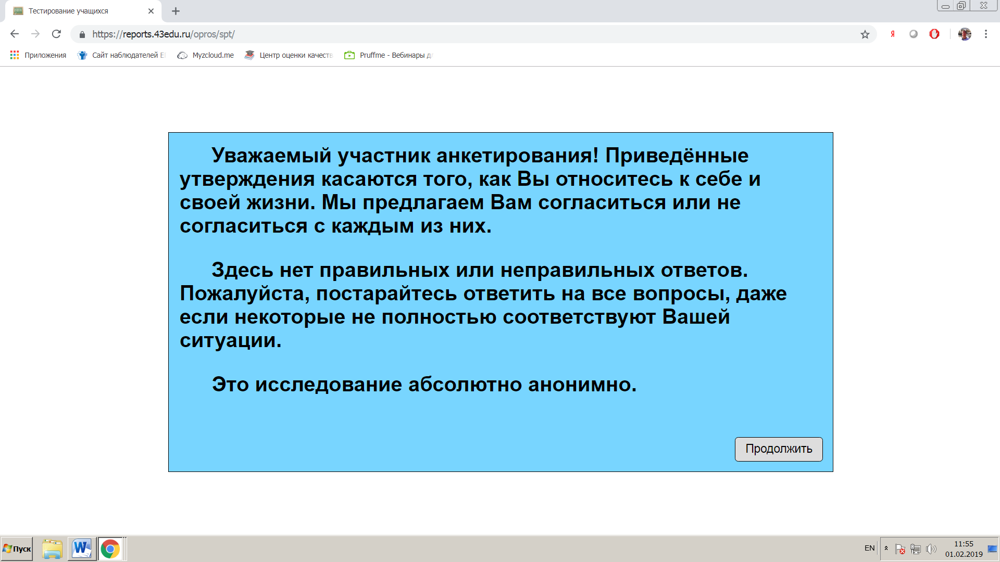 Тестирование учащихся
https://reports.43edu.ru/opros/spt/
Приложения
Сайт наблюдателей
Myzcloud.me
Центр оценки качеств
Pruffme - Вебинары
Уважаемый участник анкетирования! Приведённые
утверждения касаются того, как Вы относитесь к себе и
своей жизни. Мы предлагаем Вам согласиться или не
согласиться с каждым из них.
Здесь нет правильных или неправильных ответов.
Пожалуйста, постарайтесь ответить на все вопросы, даже
если некоторые не полностью соответствуют Вашей
ситуации.
Это исследование абсолютно анонимно.
Продолжить
Пуск
EN
11:55
01.02.2019